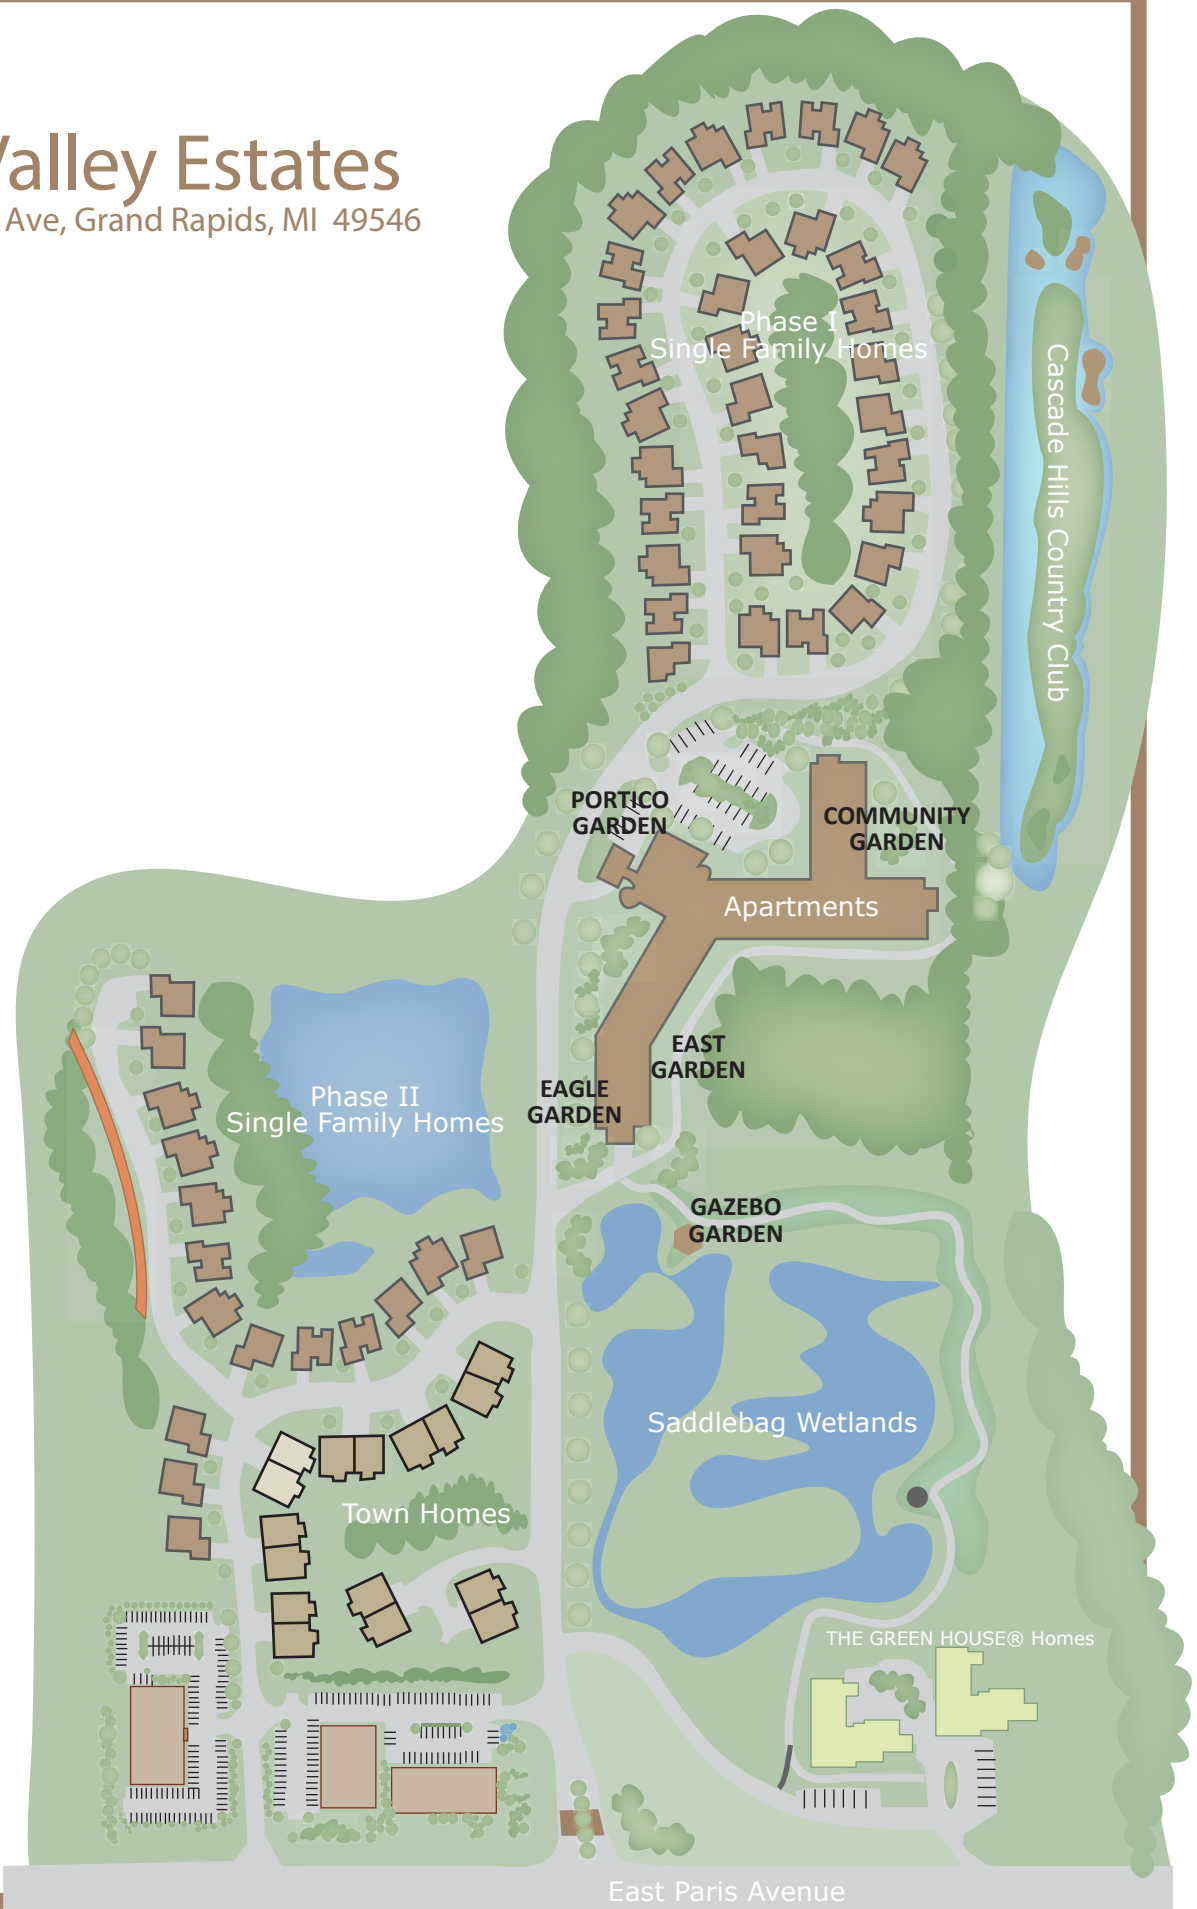 Valley Estates
Ave, Grand Rapids, MI 49546
Phase I
Single Family Homes
Cascade Hills Country Club
PORTICO
GARDEN
COMMUNITY
GARDEN
Apartments
EAST
GARDEN
EAGLE
GARDEN
Phase II
Single Family Homes
GAZEBO
GARDEN
Saddlebag Wetlands
Town Homes
THE GREEN HOUSE® Homes
East Paris Avenue